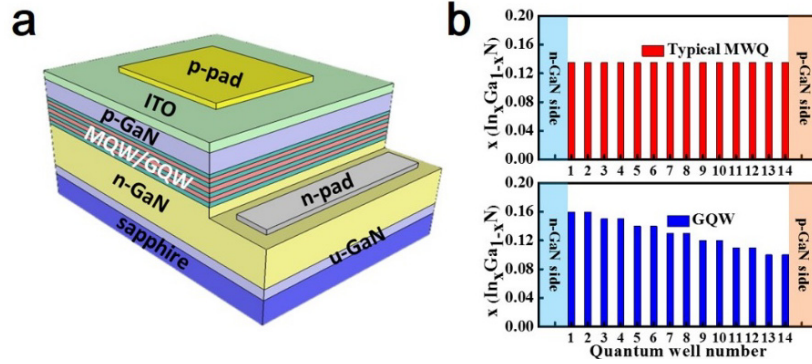 a
p-pad
ITO
p-GaN
MQW/GQW
n-GaN
n-pad
sapphire
u-GaN
b
x (InxGa1-xN)
0.20
0.16
0.12
0.08
0.04
0.00
n-GaN side
Typical MWQ
p-GaN side
1 2 3 4 5 6 7 8 9 10 11 12 13 14
x (InxGa1-xN)
0.20
0.16
0.12
0.08
0.04
0.00
n-GaN side
GQW
p-GaN side
1 2 3 4 5 6 7 8 9 10 11 12 13 14
Quantum well number